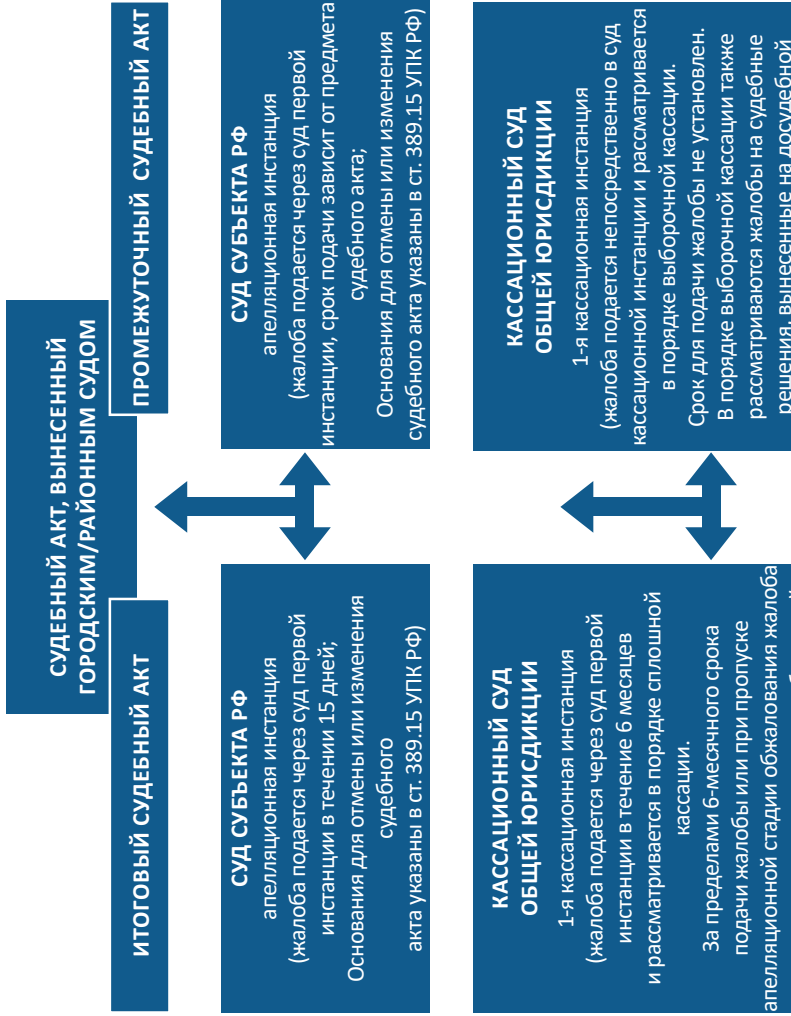 СУДЕБНЫЙ АКТ, ВЫНЕСЕННЫЙ
ГОРОДСКИМ/РАЙОННЫМ СУДОМ
ИТОГОВЫЙ СУДЕБНЫЙ АКТ
ПРОМЕЖУТОЧНЫЙ СУДЕБНЫЙ АКТ
СУД СУБЪЕКТА РФ
апелляционная инстанция
(жалоба подается через суд первой
инстанции в течении 15 дней;
Основания для отмены или изменения
судебного
акта указаны в ст. 389.15 УПК РФ)
СУД СУБЪЕКТА РФ
апелляционная инстанция
(жалоба подается через суд первой
инстанции, срок подачи зависит от предмета
судебного акта;
Основания для отмены или изменения
судебного акта указаны в ст. 389.15 УПК РФ)
КАССАЦИОННЫЙ СУД
ОБЩЕЙ ЮРИСДИКЦИИ
1-я кассационная инстанция
(жалоба подается через суд первой
инстанции в течение 6 месяцев
и рассматривается в порядке сплошной
кассации.
За пределами 6-месячного срока
подачи жалобы или при пропуске
апелляционной стадии обжалования жалоба
КАССАЦИОННЫЙ СУД
ОБЩЕЙ ЮРИСДИКЦИИ
1-я кассационная инстанция
(жалоба подается непосредственно в суд
кассационной инстанции и рассматривается
в порядке выборочной кассации.
Срок для подачи жалобы не установлен.
В порядке выборочной кассации также
рассматриваются жалобы на судебные
решения, вынесенные на досудебной